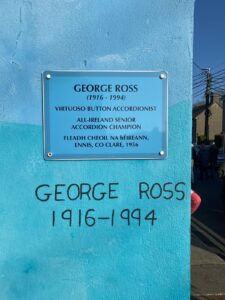 GEORGE ROSS
(1916 - 1994)
VIRTUOSO BUTTON ACCORDIONIST
ALL-IRELAND SENIOR
ACCORDION CHAMPION
FLEADH CHEOIL NA hÉIREANN,
ENNIS, CO CLARE, 1956
GEORGE ROSS
1916-1994